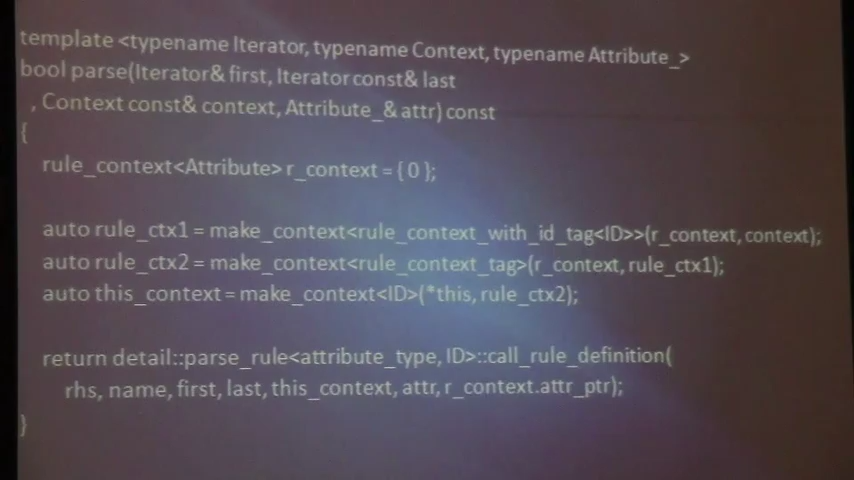 template <typename Iterator, typename Context, typename Attribute_>
bool parse(Iterator& first, Iterator const& last
, Context const& context, Attribute_& attr) const
{
rule_context<Attribute> r_context = { 0 };
auto rule_ctx1 = make_context<rule_context_with_id_tag<ID>>(r_context, context);
auto rule_ctx2 = make_context<rule_context_tag>(r_context, rule_ctx1);
auto this_context = make_context<ID>(*this, rule_ctx2);
return detail::parse_rule<attribute_type, ID>::call_rule_definition(
rhs, name, first, last, this_context, attr, r_context.attr_ptr);
}